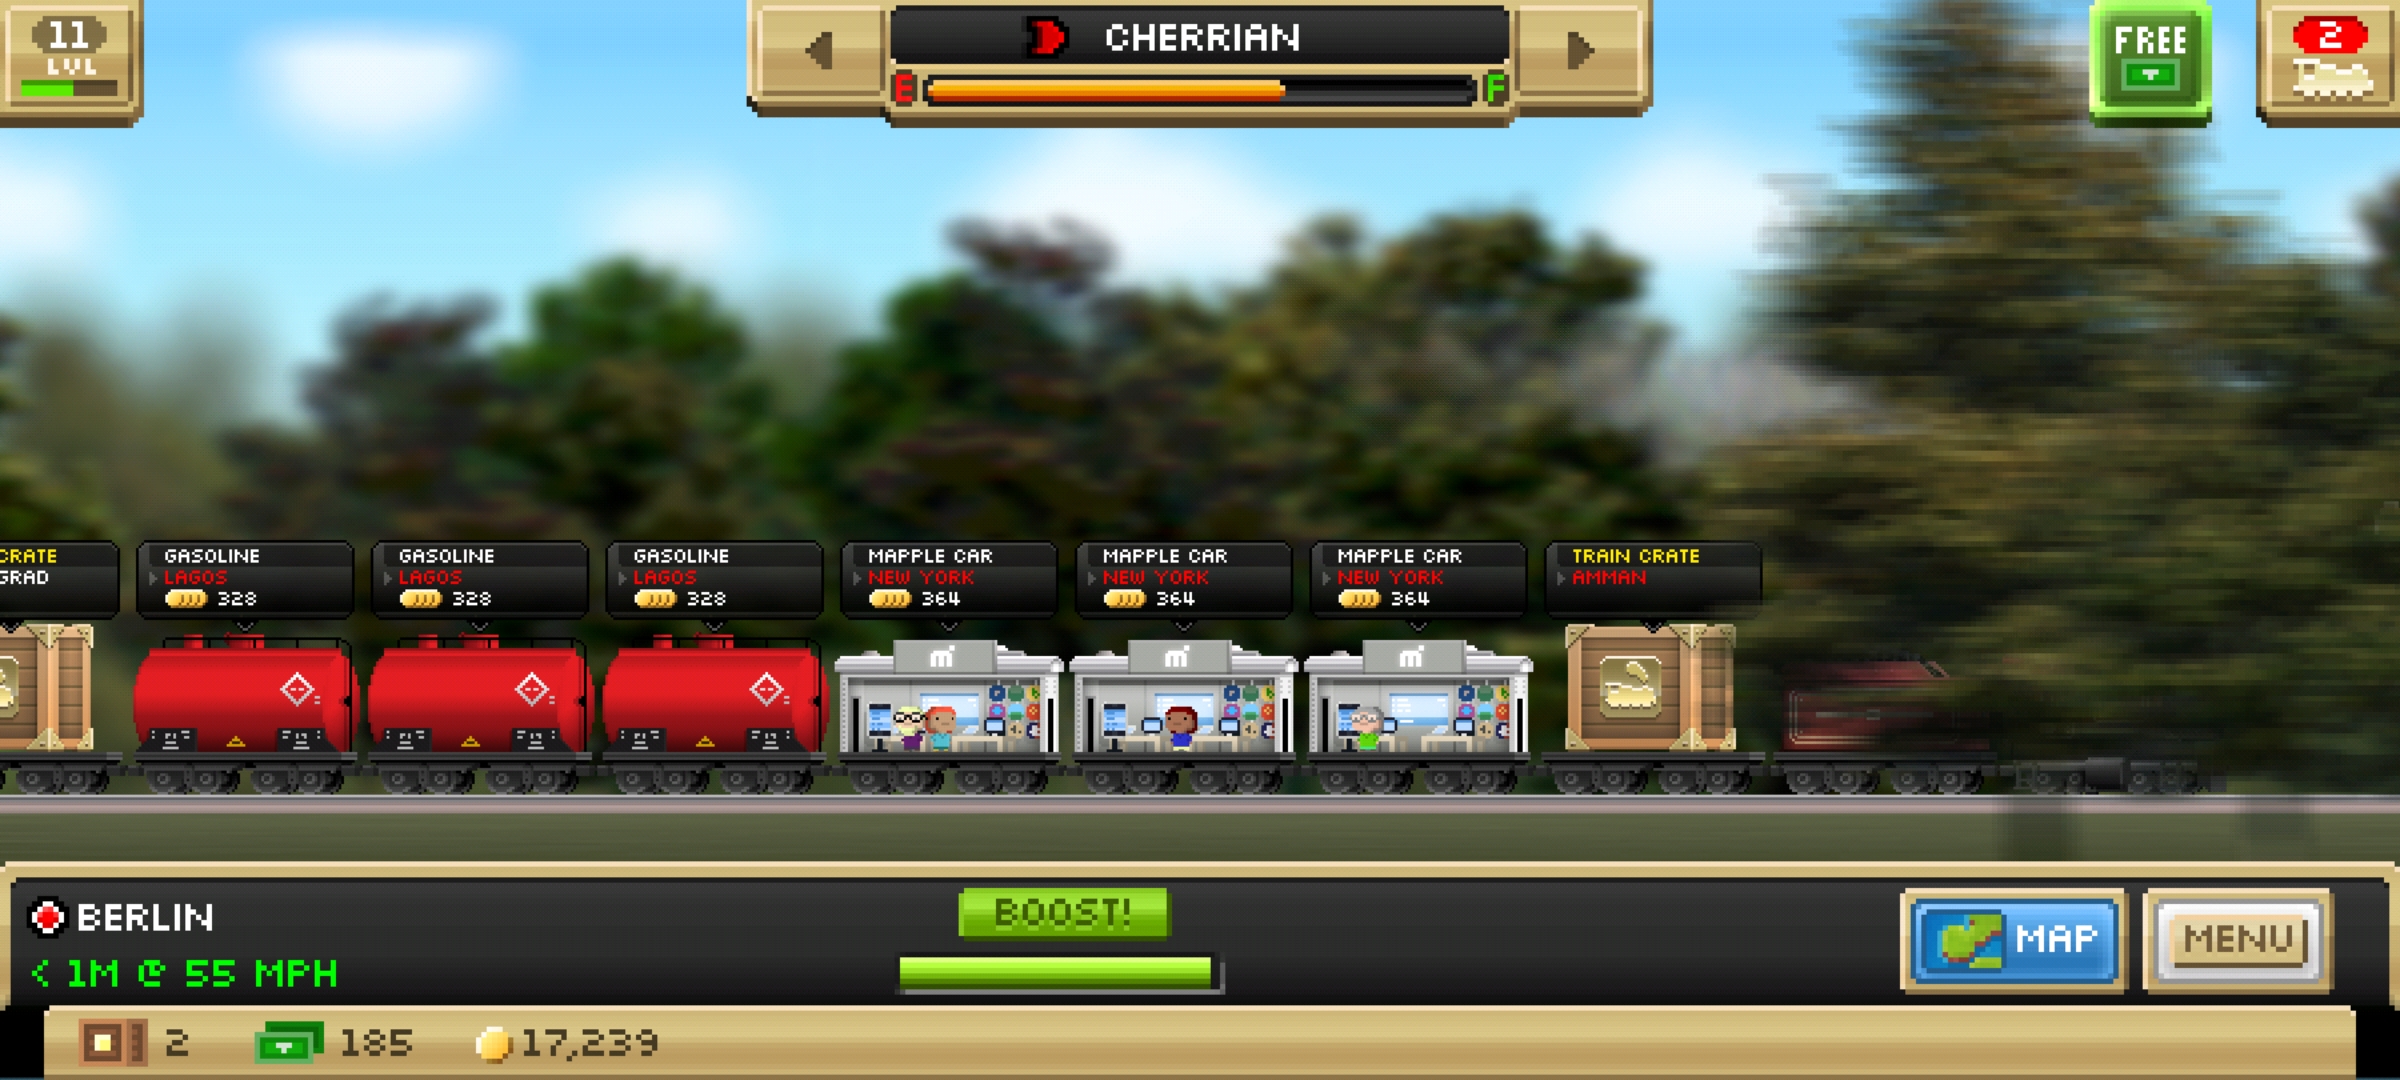 11
LVL
CHERRIAN
E F
FREE
2
CRATE
GRAD
GASOLINE
LAGOS
328
GASOLINE
LAGOS
328
GASOLINE
LAGOS
328
MAPPLE CAR
NEW YORK
364
MAPPLE CAR
NEW YORK
364
MAPPLE CAR
NEW YORK
364
TRAIN CRATE
AMMAN
m
m
m
BERLIN
< 1M @ 55 MPH
BOOST!
MAP
MENU
2
185
17,239